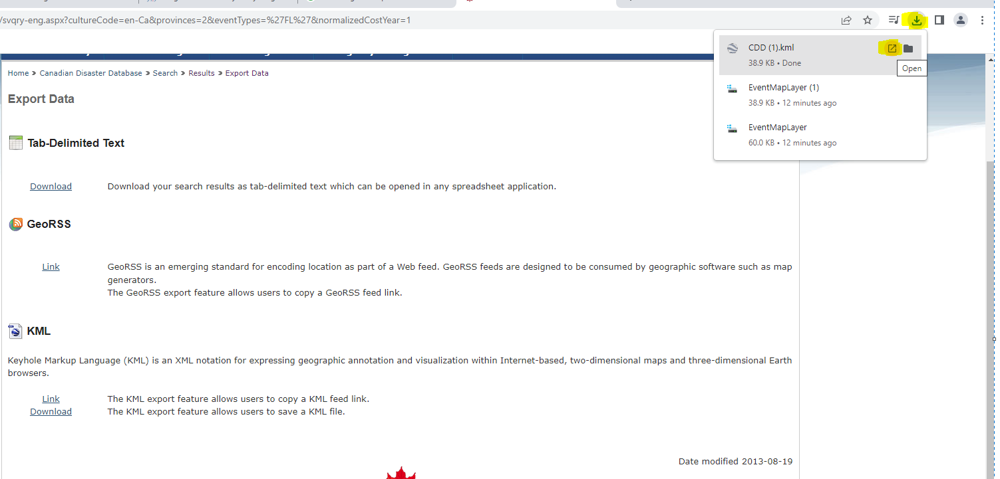 /svqry-eng.aspx?cultureCode=en-Ca&provinces=2&eventTypes=%27FL%27&normalizedCostYear=1
CDD (1).kml
38.9 KB • Done
Open
EventMapLayer (1)
38.9 KB • 12 minutes ago
EventMapLayer
60.0 KB • 12 minutes ago
Home » Canadian Disaster Database » Search » Results » Export Data
Export Data
Tab-Delimited Text
Download
Download your search results as tab-delimited text which can be opened in any spreadsheet application.
GeoRSS
Link
GeoRSS is an emerging standard for encoding location as part of a Web feed. GeoRSS feeds are designed to be consumed by geographic software such as map
generators.
The GeoRSS export feature allows users to copy a GeoRSS feed link.
KML
Keyhole Markup Language (KML) is an XML notation for expressing geographic annotation and visualization within Internet-based, two-dimensional maps and three-dimensional Earth
browsers.
Link
The KML export feature allows users to copy a KML feed link.
Download
The KML export feature allows users to save a KML file.
Date modified 2013-08-19